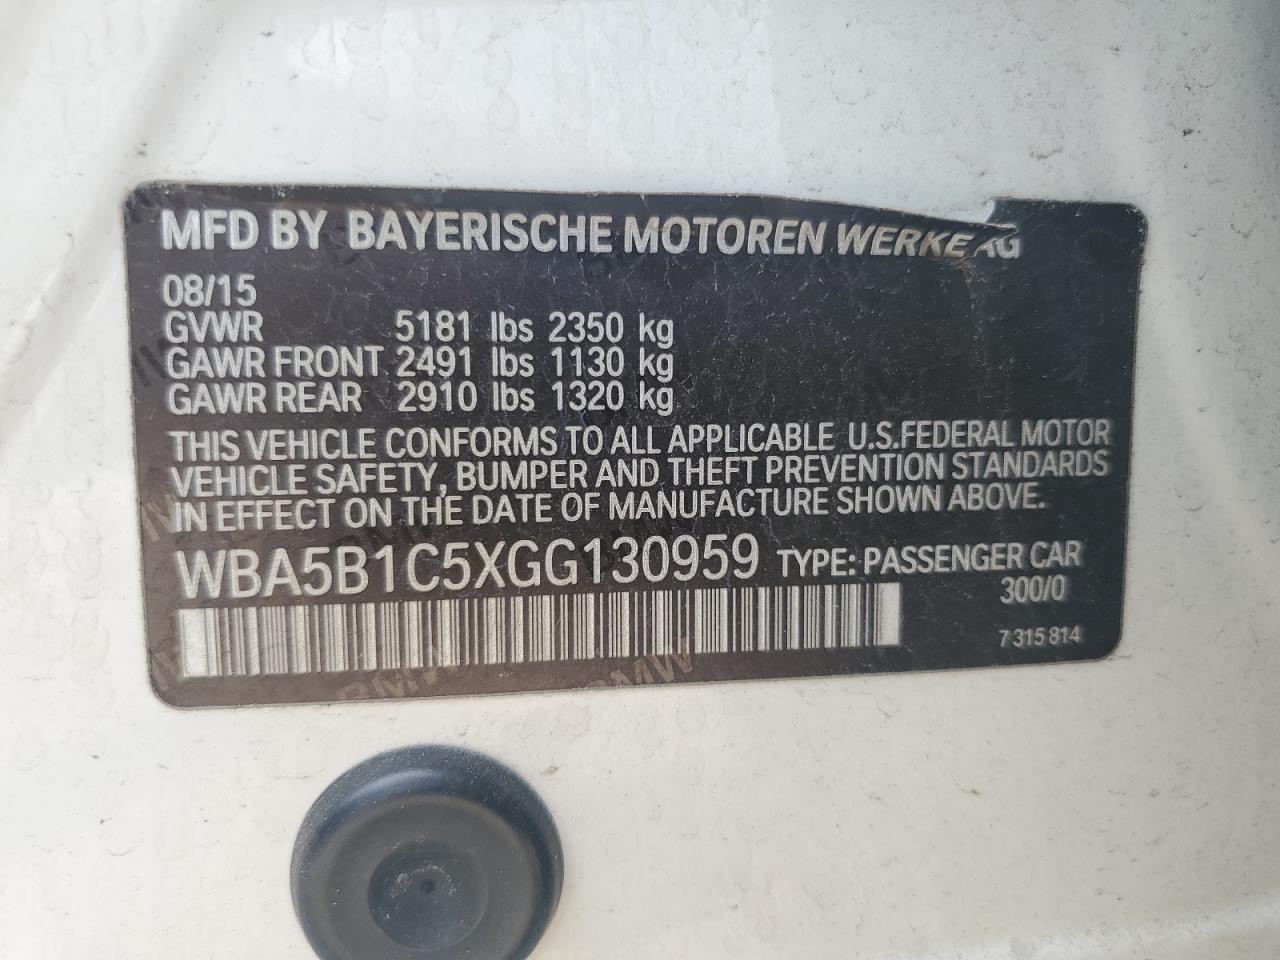 MFD BY BAYERISCHE MOTOREN WERKE AG
08/15
GVWR 5181 lbs 2350 kg
GAWR FRONT 2491 lbs 1130 kg
GAWR REAR 2910 lbs 1320 kg
THIS VEHICLE CONFORMS TO ALL APPLICABLE U.S.FEDERAL MOTOR
VEHICLE SAFETY, BUMPER AND THEFT PREVENTION STANDARDS
IN EFFECT ON THE DATE OF MANUFACTURE SHOWN ABOVE.
WBA5B1C5XGG130959 TYPE: PASSENGER CAR
300/0
7 315 814
BMW BMW